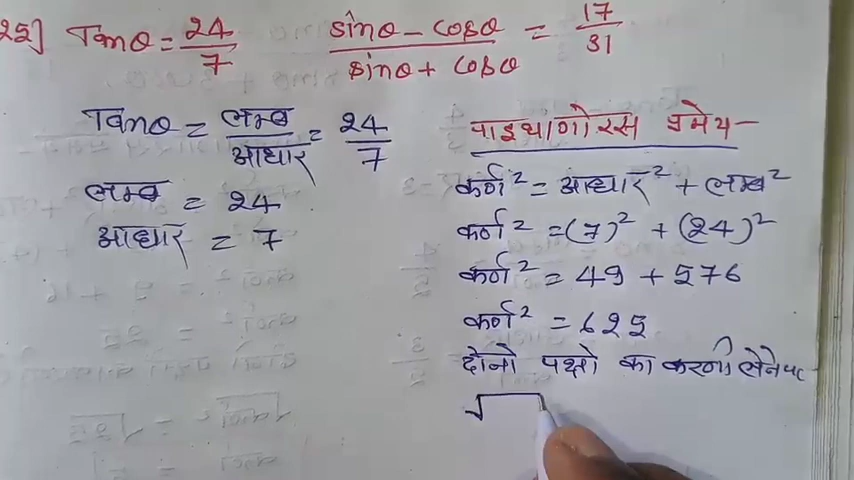 25] Tanθ = 24/7 sinθ - cosθ / sinθ + cosθ = 17/31
Tanθ = लम्ब/आधार = 24/7
लम्ब = 24
आधार = 7
पाइथागोरस प्रमेय-
कर्ण² = आधार² + लम्ब²
कर्ण² = (7)² + (24)²
कर्ण² = 49 + 576
कर्ण² = 625
दोनो पक्षो का करणी लेने पर
√